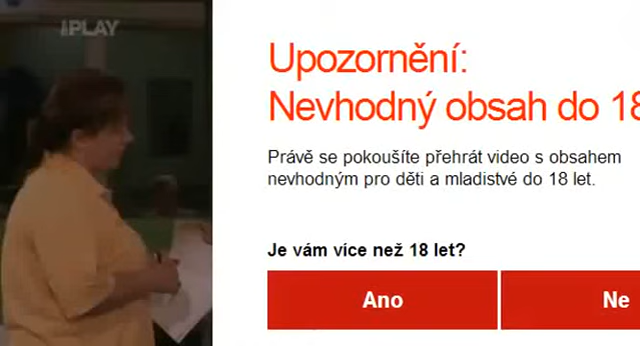 PLAY
Upozornění:
Nevhodný obsah do 18
Právě se pokoušíte přehrát video s obsahem
nevhodným pro děti a mladistvé do 18 let.
Je vám více než 18 let?
Ano
Ne